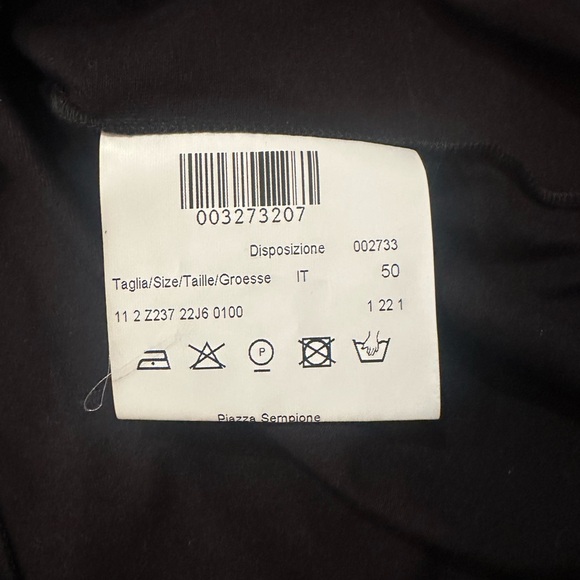 003273207
Disposizione 002733
Taglia/Size/Taille/Groesse IT 50
11 2 Z237 22J6 0100 1 22 1
P
Piazza Sempione